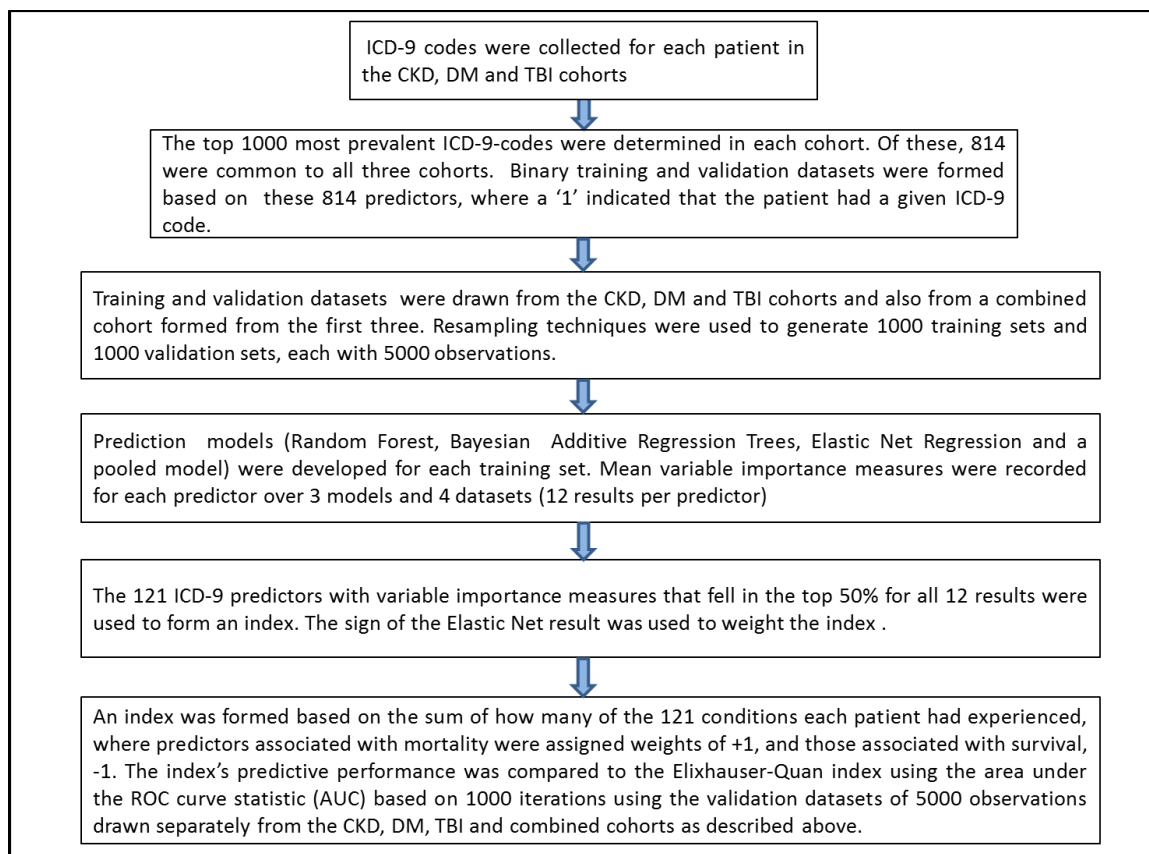 ICD-9 codes were collected for each patient in
the CKD, DM and TBI cohorts
The top 1000 most prevalent ICD-9-codes were determined in each cohort. Of these, 814
were common to all three cohorts. Binary training and validation datasets were formed
based on these 814 predictors, where a ‘1’ indicated that the patient had a given ICD-9
code.
Training and validation datasets were drawn from the CKD, DM and TBI cohorts and also from a combined
cohort formed from the first three. Resampling techniques were used to generate 1000 training sets and
1000 validation sets, each with 5000 observations.
Prediction models (Random Forest, Bayesian Additive Regression Trees, Elastic Net Regression and a
pooled model) were developed for each training set. Mean variable importance measures were recorded
for each predictor over 3 models and 4 datasets (12 results per predictor)
The 121 ICD-9 predictors with variable importance measures that fell in the top 50% for all 12 results were
used to form an index. The sign of the Elastic Net result was used to weight the index .
An index was formed based on the sum of how many of the 121 conditions each patient had experienced,
where predictors associated with mortality were assigned weights of +1, and those associated with survival,
-1. The index’s predictive performance was compared to the Elixhauser-Quan index using the area under
the ROC curve statistic (AUC) based on 1000 iterations using the validation datasets of 5000 observations
drawn separately from the CKD, DM, TBI and combined cohorts as described above.